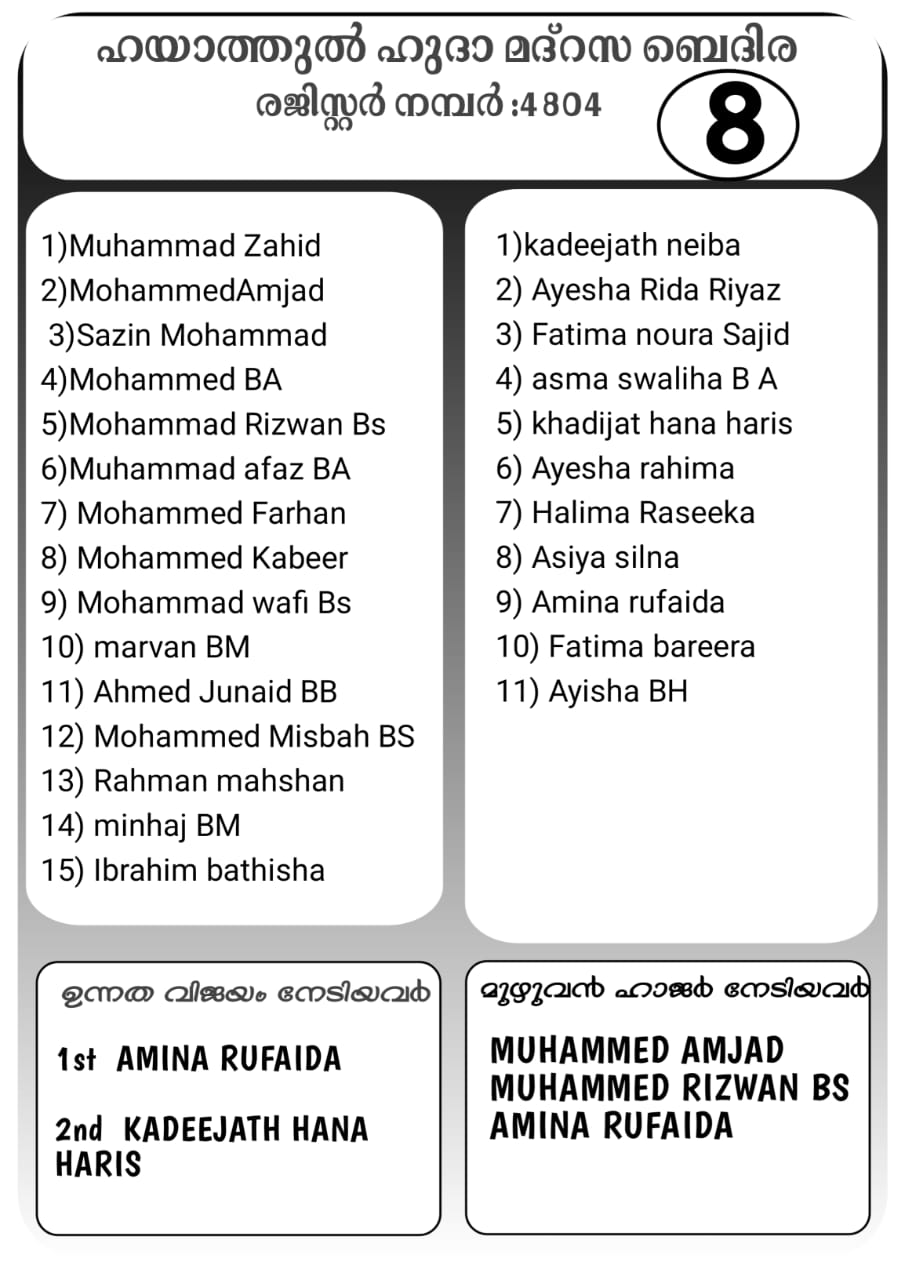 ഹയാത്തുൽ ഹുദാ മദ്റസ ബെദിര
രജിസ്റ്റർ നമ്പർ :4804
8
1)Muhammad Zahid
2)MohammedAmjad
3)Sazin Mohammad
4)Mohammed BA
5)Mohammad Rizwan Bs
6)Muhammad afaz BA
7) Mohammed Farhan
8) Mohammed Kabeer
9) Mohammad wafi Bs
10) marvan BM
11) Ahmed Junaid BB
12) Mohammed Misbah BS
13) Rahman mahshan
14) minhaj BM
15) Ibrahim bathisha
1)kadeejath neiba
2) Ayesha Rida Riyaz
3) Fatima noura Sajid
4) asma swaliha B A
5) khadijat hana haris
6) Ayesha rahima
7) Halima Raseeka
8) Asiya silna
9) Amina rufaida
10) Fatima bareera
11) Ayisha BH
ഉന്നത വിജയം നേടിയവർ
1st AMINA RUFAIDA
2nd KADEEJATH HANA
HARIS
മുഴുവൻ ഹാജർ നേടിയവർ
MUHAMMED AMJAD
MUHAMMED RIZWAN BS
AMINA RUFAIDA